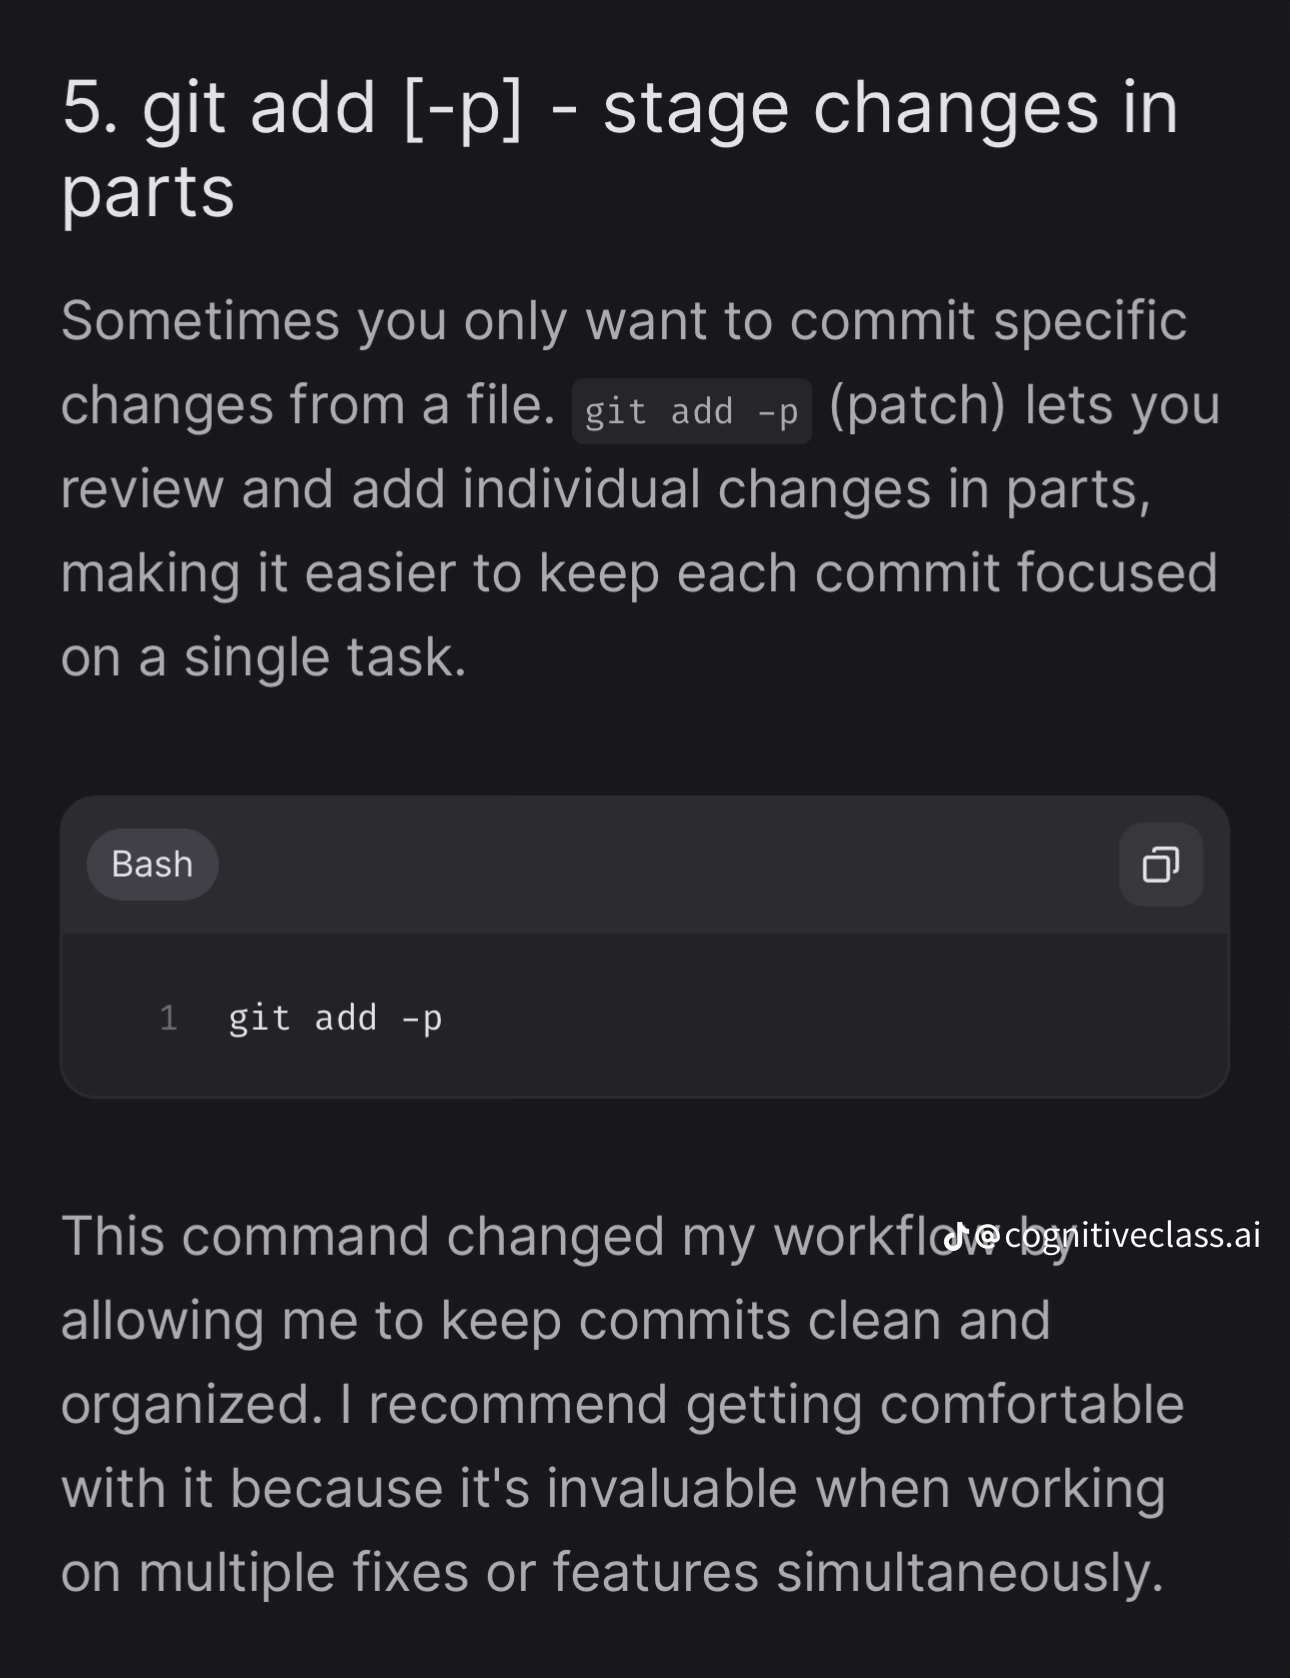 5. git add [-p] - stage changes in
parts
Sometimes you only want to commit specific
changes from a file. git add -p (patch) lets you
review and add individual changes in parts,
making it easier to keep each commit focused
on a single task.
Bash
1 git add -p
This command changed my workflow by
@cognitiveclass.ai
allowing me to keep commits clean and
organized. I recommend getting comfortable
with it because it's invaluable when working
on multiple fixes or features simultaneously.